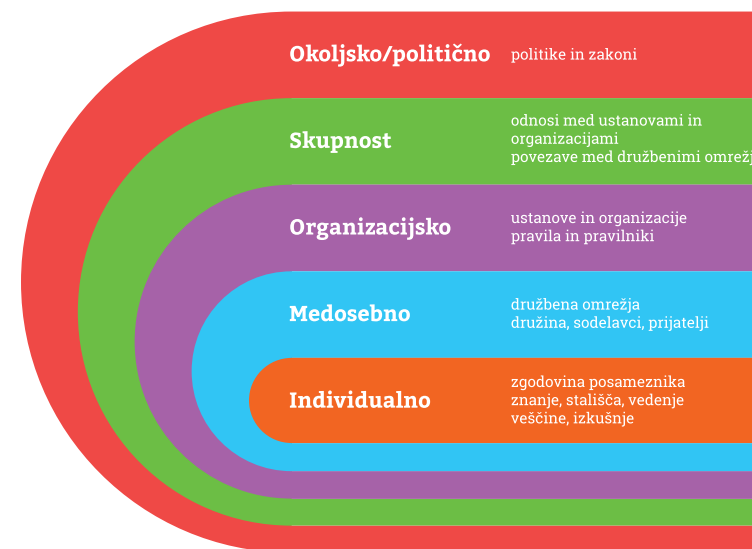 Okoljsko/politično
politike in zakoni
Skupnost
odnosi med ustanovami in
organizacijami
povezave med družbenimi
Organizacijsko
ustanove in organizacije
pravila in pravilniki
Medosebno
družbena omrežja
družina, sodelavci, prijatelji
Individualno
zgodovina posameznika
znanje, stališča, vedenje
veščine, izkušnje